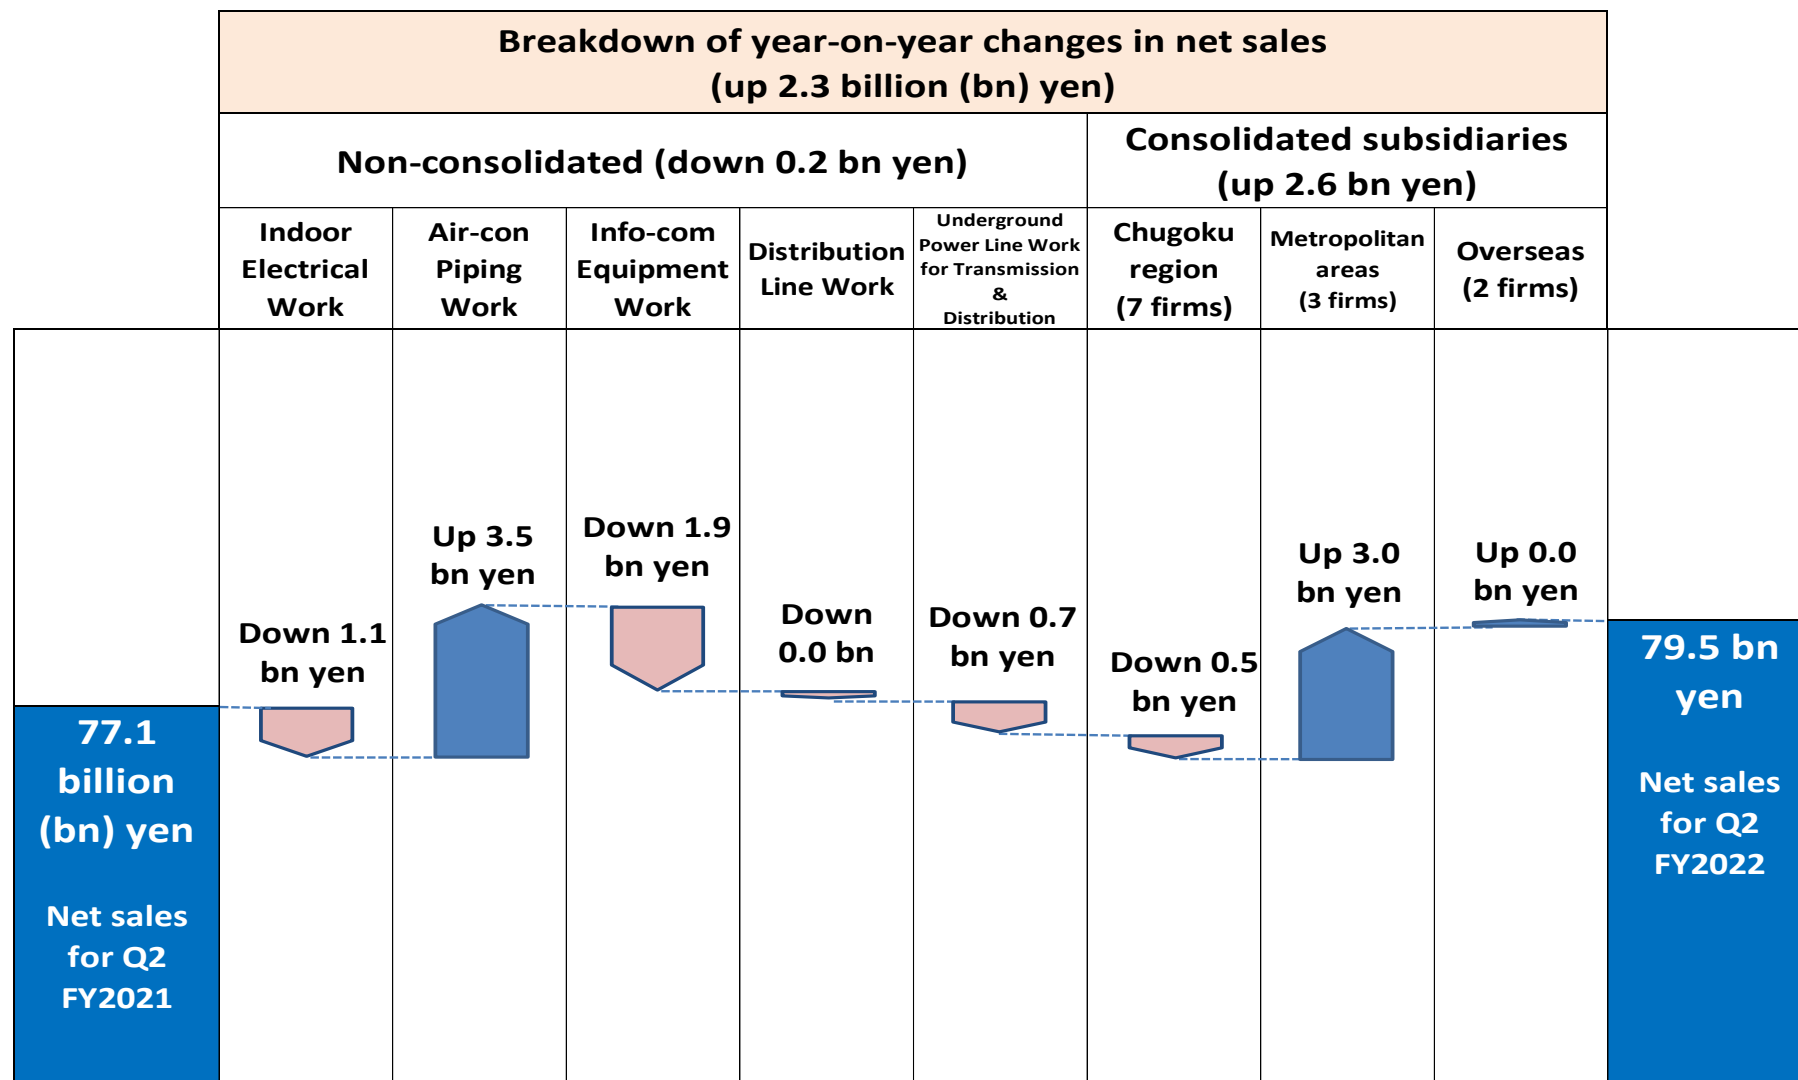 Breakdown of year-on-year changes in net sales
(up 2.3 billion (bn) yen)
Non-consolidated (down 0.2 bn yen)
Consolidated subsidiaries
(up 2.6 bn yen)
Indoor
Electrical
Work
Air-con
Piping
Work
Info-com
Equipment
Work
Distribution
Line Work
Underground
Power Line Work
for Transmission
&
Distribution
Chugoku
region
(7 firms)
Metropolitan
areas
(3 firms)
Overseas
(2 firms)
77.1
billion
(bn) yen
Net sales
for Q2
FY2021
Down 1.1
bn yen
Up 3.5
bn yen
Down 1.9
bn yen
Down
0.0 bn
Down 0.7
bn yen
Down 0.5
bn yen
Up 3.0
bn yen
Up 0.0
bn yen
79.5 bn
yen
Net sales
for Q2
FY2022